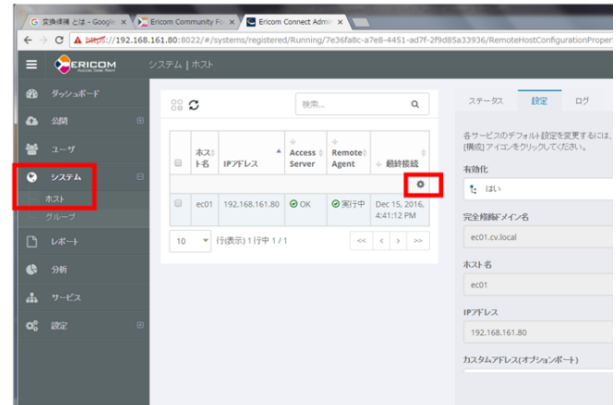 変換候補 とは - Google
Ericom Community Fo
Ericom Connect Admi
https://192.168.161.80:8022/#/systems/registered/Running/7e36fa8c-a7e8-4451-ad7f-2f9d85a33936/RemoteHostConfigurationProper
ERICOM
システム | ホスト
ダッシュボード
公開
ユーザ
システム
ホスト
グループ
レポート
分析
サービス
設定
検索...
ホスト名
IPアドレス
Access Server
Remote Agent
最終接続
ec01 192.168.161.80 OK 実行中 Dec 15, 2016, 4:41:12 PM
10 行(表示) 1 行中 1 / 1
<< < > >>
ステータス 設定 ログ
各サービスのデフォルト設定を変更するには、
[構成] アイコンをクリックしてください。
有効化
はい
完全修飾ドメイン名
ec01.cv.local
ホスト名
ec01
IPアドレス
192.168.161.80
カスタムアドレス(オプションポート)